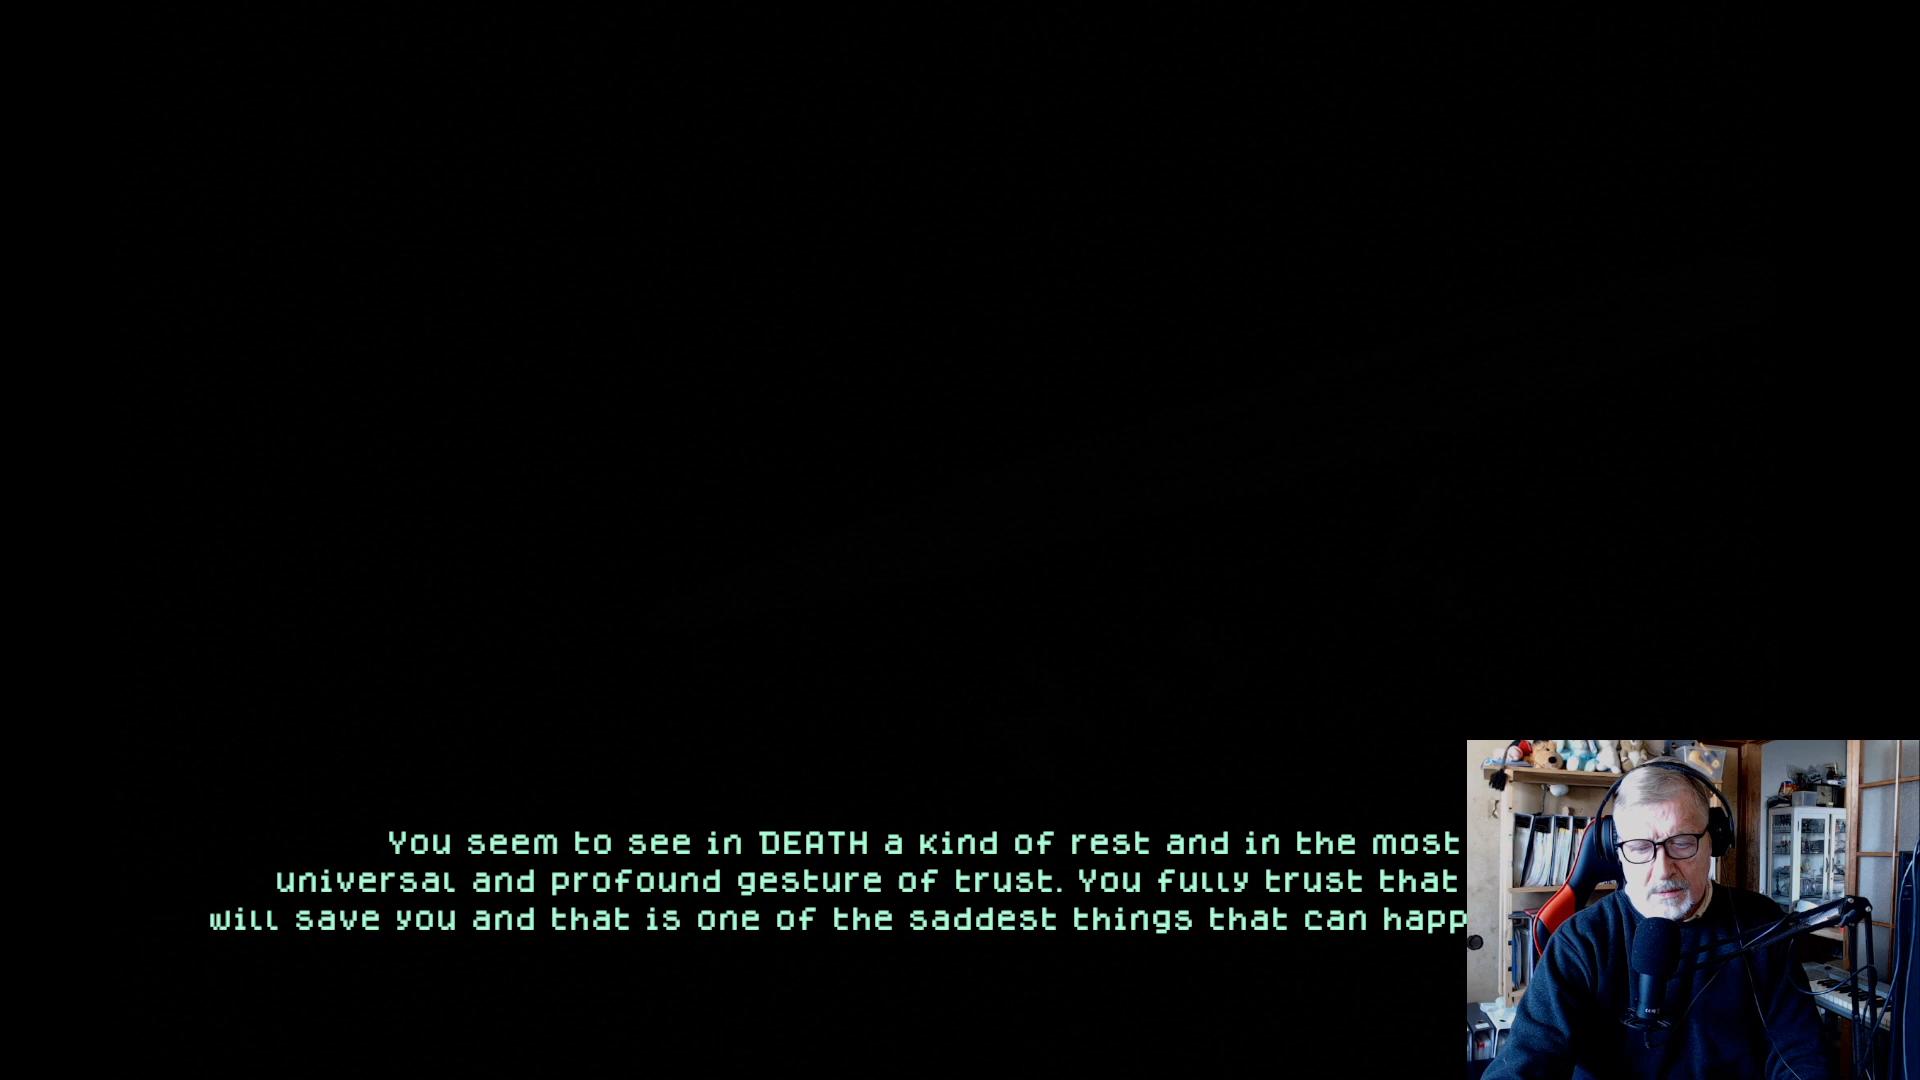 You seem to see in DEATH a kind of rest and in the most
universal and profound gesture of trust. You fully trust that
will save you and that is one of the saddest things that can